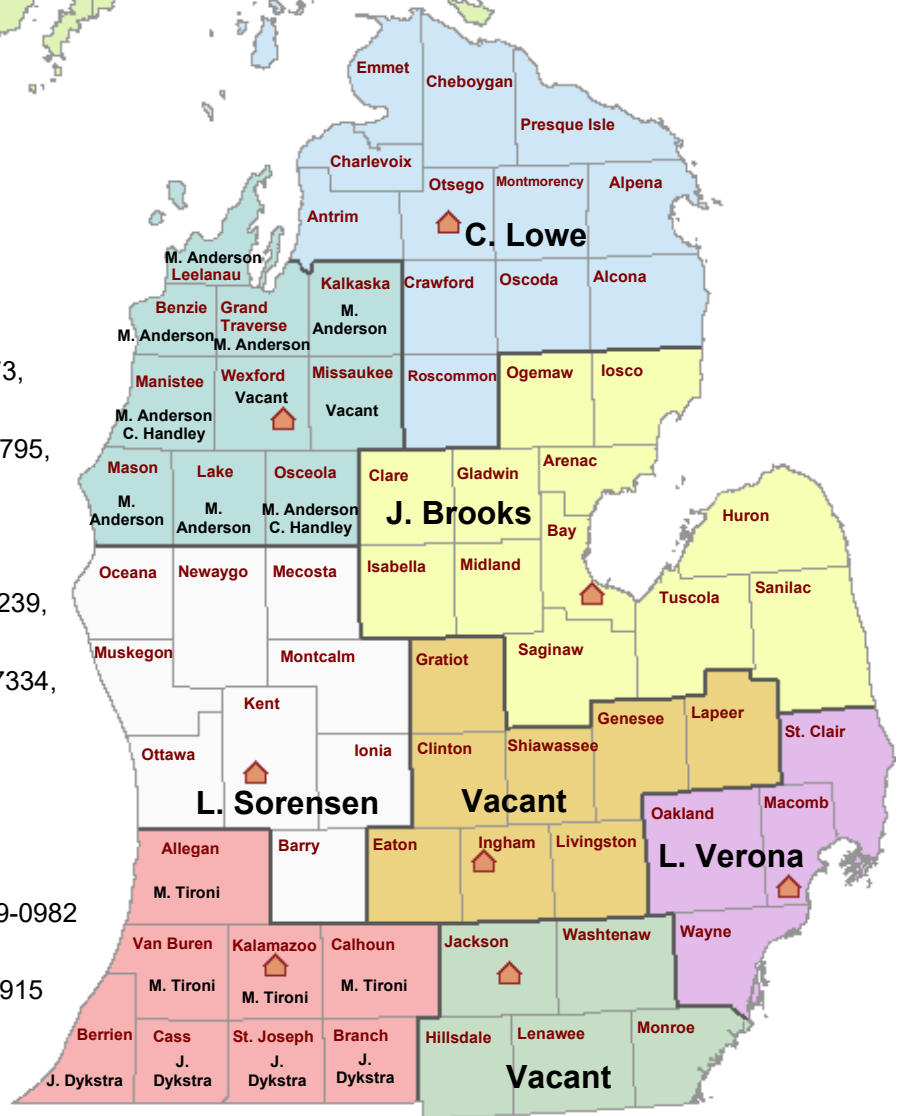 Emmet
Cheboygan
Presque Isle
Charlevoix
Otsego
Montmorency
Alpena
Antrim
C. Lowe
M. Anderson
Leelanau
Kalkaska
M.
Anderson
Crawford
Oscoda
Alcona
Benzie
M. Anderson
Grand
Traverse
M. Anderson
73,
Manistee
M. Anderson
C. Handley
Wexford
Vacant
Missaukee
Vacant
Roscommon
Ogemaw
Iosco
795,
Mason
M.
Anderson
Lake
M.
Anderson
Osceola
M. Anderson
C. Handley
Clare
Gladwin
Arenac
J. Brooks
Bay
Huron
Oceana
Newaygo
Mecosta
Isabella
Midland
Tuscola
Sanilac
239,
Muskegon
Montcalm
Gratiot
Saginaw
7334,
Kent
Genesee
Lapeer
St. Clair
Ottawa
Ionia
Clinton
Shiawassee
L. Sorensen
Vacant
Oakland
Macomb
Allegan
M. Tironi
Barry
Eaton
Ingham
Livingston
L. Verona
9-0982
Van Buren
M. Tironi
Kalamazoo
M. Tironi
Calhoun
M. Tironi
Jackson
Washtenaw
Wayne
915
Berrien
J. Dykstra
Cass
J.
Dykstra
St. Joseph
J.
Dykstra
Branch
J.
Dykstra
Hillsdale
Lenawee
Monroe
Vacant